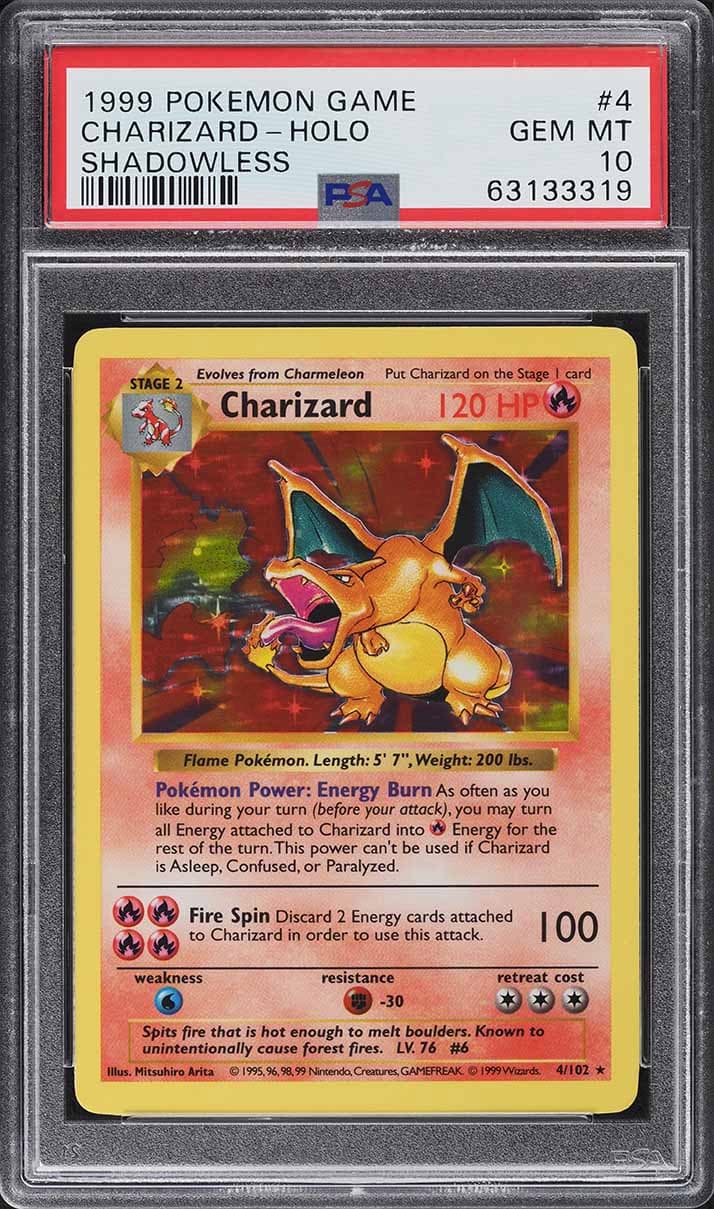 1999 POKEMON GAME #4
CHARIZARD – HOLO GEM MT
SHADOWLESS 10
PSA 63133319
STAGE 2 Evolves from Charmeleon Put Charizard on the Stage 1 card
Charizard 120 HP
Flame Pokémon. Length: 5' 7", Weight: 200 lbs.
Pokémon Power: Energy Burn As often as you
like during your turn (before your attack), you may turn
all Energy attached to Charizard into Energy for the
rest of the turn. This power can't be used if Charizard
is Asleep, Confused, or Paralyzed.
Fire Spin Discard 2 Energy cards attached
to Charizard in order to use this attack. 100
weakness resistance retreat cost
-30
Spits fire that is hot enough to melt boulders. Known to
unintentionally cause forest fires. LV. 76 #6
Illus. Mitsuhiro Arita © 1995, 96, 98, 99 Nintendo, Creatures, GAMEFREAK. © 1999 Wizards. 4/102 ★
PSA